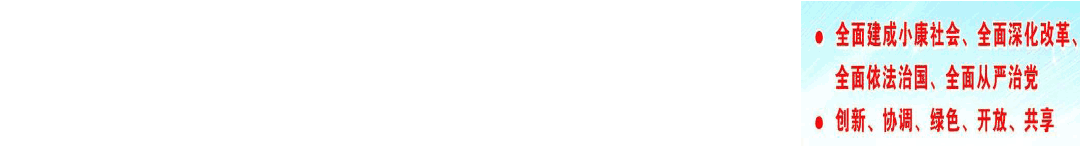 ● 全面建成小康社会、全面深化改革、
全面依法治国、全面从严治党
● 创新、协调、绿色、开放、共享